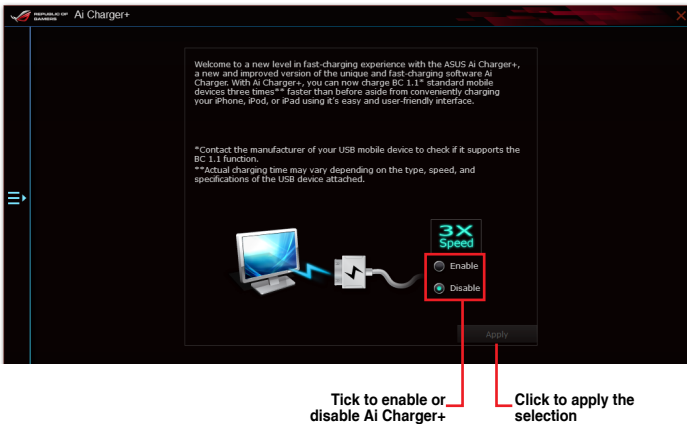 REPUBLIC OF
GAMERS
Ai Charger+
Welcome to a new level in fast-charging experience with the ASUS Ai Charger+,
a new and improved version of the unique and fast-charging software Ai
Charger. With Ai Charger+, you can now charge BC 1.1* standard mobile
devices three times** faster than before aside from conveniently charging
your iPhone, iPod, or iPad using it's easy and user-friendly interface.
*Contact the manufacturer of your USB mobile device to check if it supports the
BC 1.1 function.
**Actual charging time may vary depending on the type, speed, and
specifications of the USB device attached.
3X
Speed
Enable
Disable
Apply
Tick to enable or
disable Ai Charger+
Click to apply the
selection